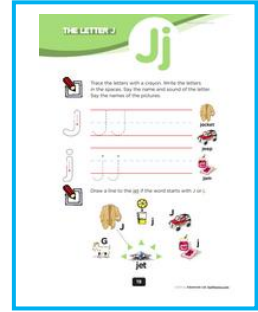 THE LETTER J
Jj
Trace the letters with a crayon. Write the letters
in the spaces. Say the name and sound of the letter.
Say the names of the pictures.
J J J
jacket
jeep
j j j
jam
Draw a line to the jet if the word starts with J or j.
J
j
J
G
j
jet